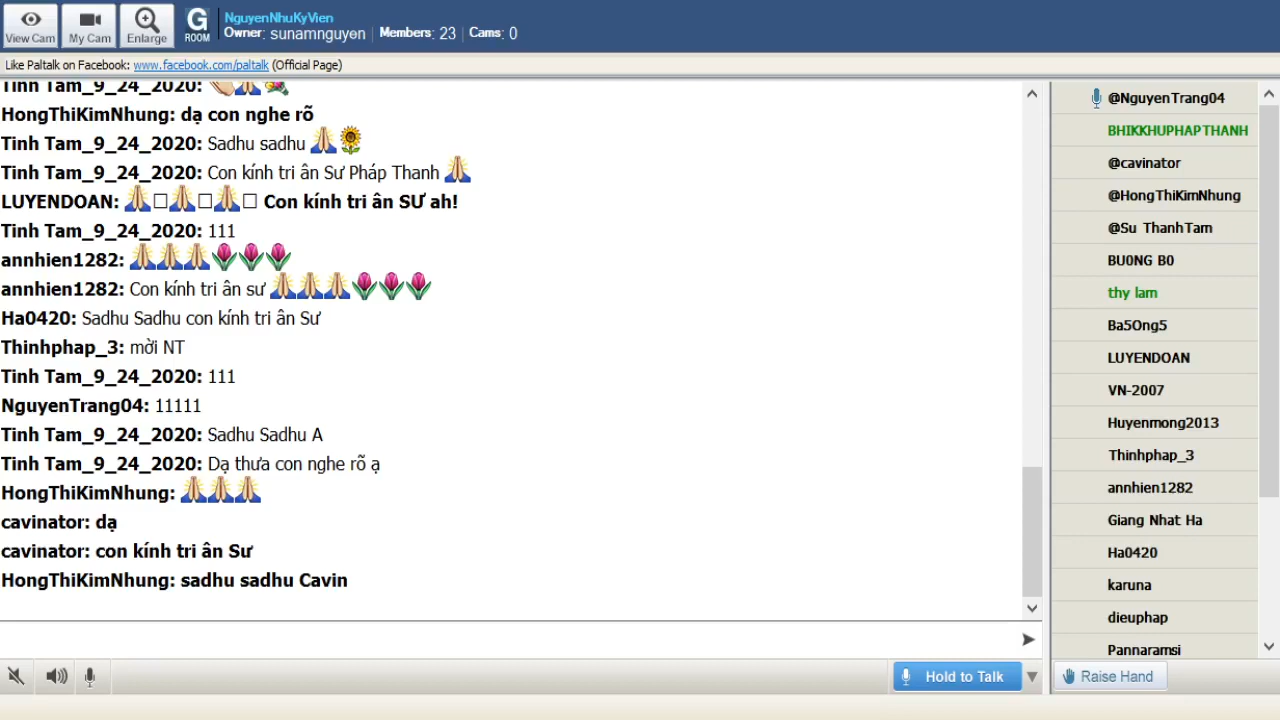 NguyenNhuKyVien
View Cam
My Cam
Enlarge
G
ROOM
Owner: sunamnguyen
Members: 23
Cams: 0
Like Paltalk on Facebook: www.facebook.com/paltalk (Official Page)
Tinh Tam_9_24_2020: 👏🙏💐
HongThiKimNhung: dạ con nghe rõ
Tinh Tam_9_24_2020: Sadhu sadhu 🙏🌻
Tinh Tam_9_24_2020: Con kính tri ân Sư Pháp Thanh 🙏
LUYENDOAN: 🙏□🙏□🙏□ Con kính tri ân SƯ ah!
Tinh Tam_9_24_2020: 111
annhien1282: 🙏🙏🙏🌷🌷🌷
annhien1282: Con kính tri ân sư 🙏🙏🙏🌷🌷🌷
Ha0420: Sadhu Sadhu con kính tri ân Sư
Thinhphap_3: mời NT
Tinh Tam_9_24_2020: 111
NguyenTrang04: 11111
Tinh Tam_9_24_2020: Sadhu Sadhu A
Tinh Tam_9_24_2020: Dạ thưa con nghe rõ ạ
HongThiKimNhung: 🙏🙏🙏
cavinator: dạ
cavinator: con kính tri ân Sư
HongThiKimNhung: sadhu sadhu Cavin
@NguyenTrang04
BHIKKHUPHAPTHANH
@cavinator
@HongThiKimNhung
@Su ThanhTam
BU0NG B0
thy lam
Ba5Ong5
LUYENDOAN
VN-2007
Huyenmong2013
Thinhphap_3
annhien1282
Giang Nhat Ha
Ha0420
karuna
dieuphap
Pannaramsi
Hold to Talk
Raise Hand